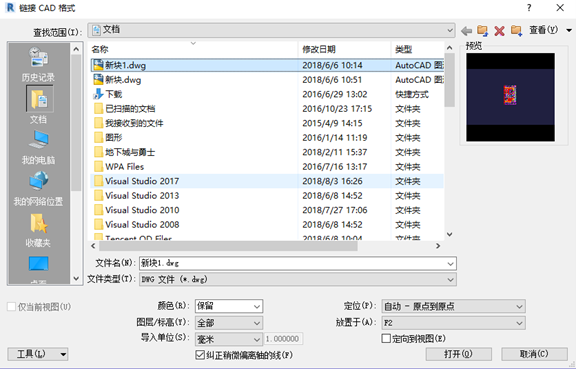 链接 CAD 格式
查找范围(I): 文档 查看(V)
预览
名称 修改日期 类型
新块1.dwg 2018/6/6 10:14 AutoCAD 图
新块.dwg 2018/6/6 10:51 AutoCAD 图
下载 2016/6/29 13:02 快捷方式
已扫描的文档 2016/10/23 17:15 文件夹
我接收到的文件 2015/4/9 14:15 文件夹
图形 2016/1/14 11:19 文件夹
地下城与勇士 2018/2/11 15:37 文件夹
WPA Files 2016/7/16 13:17 文件夹
Visual Studio 2017 2018/8/3 16:26 文件夹
Visual Studio 2013 2018/6/8 14:52 文件夹
Visual Studio 2010 2018/7/27 17:06 文件夹
Visual Studio 2008 2018/6/8 14:52 文件夹
Tencent QD Files 2018/6/8 10:04 文件夹
历史记录
文档
我的电脑
我的网络位置
收藏夹
桌面
文件名(N): 新块1.dwg
文件类型(T): DWG 文件 (*.dwg)
仅当前视图(U)
颜色(R): 保留
图层/标高(Y): 全部
导入单位(S): 毫米 1.000000
纠正稍微偏离轴的线(F)
定位(P): 自动 - 原点到原点
放置于(A): F2
定向到视图(E)
工具(L) 打开(O) 取消(C)